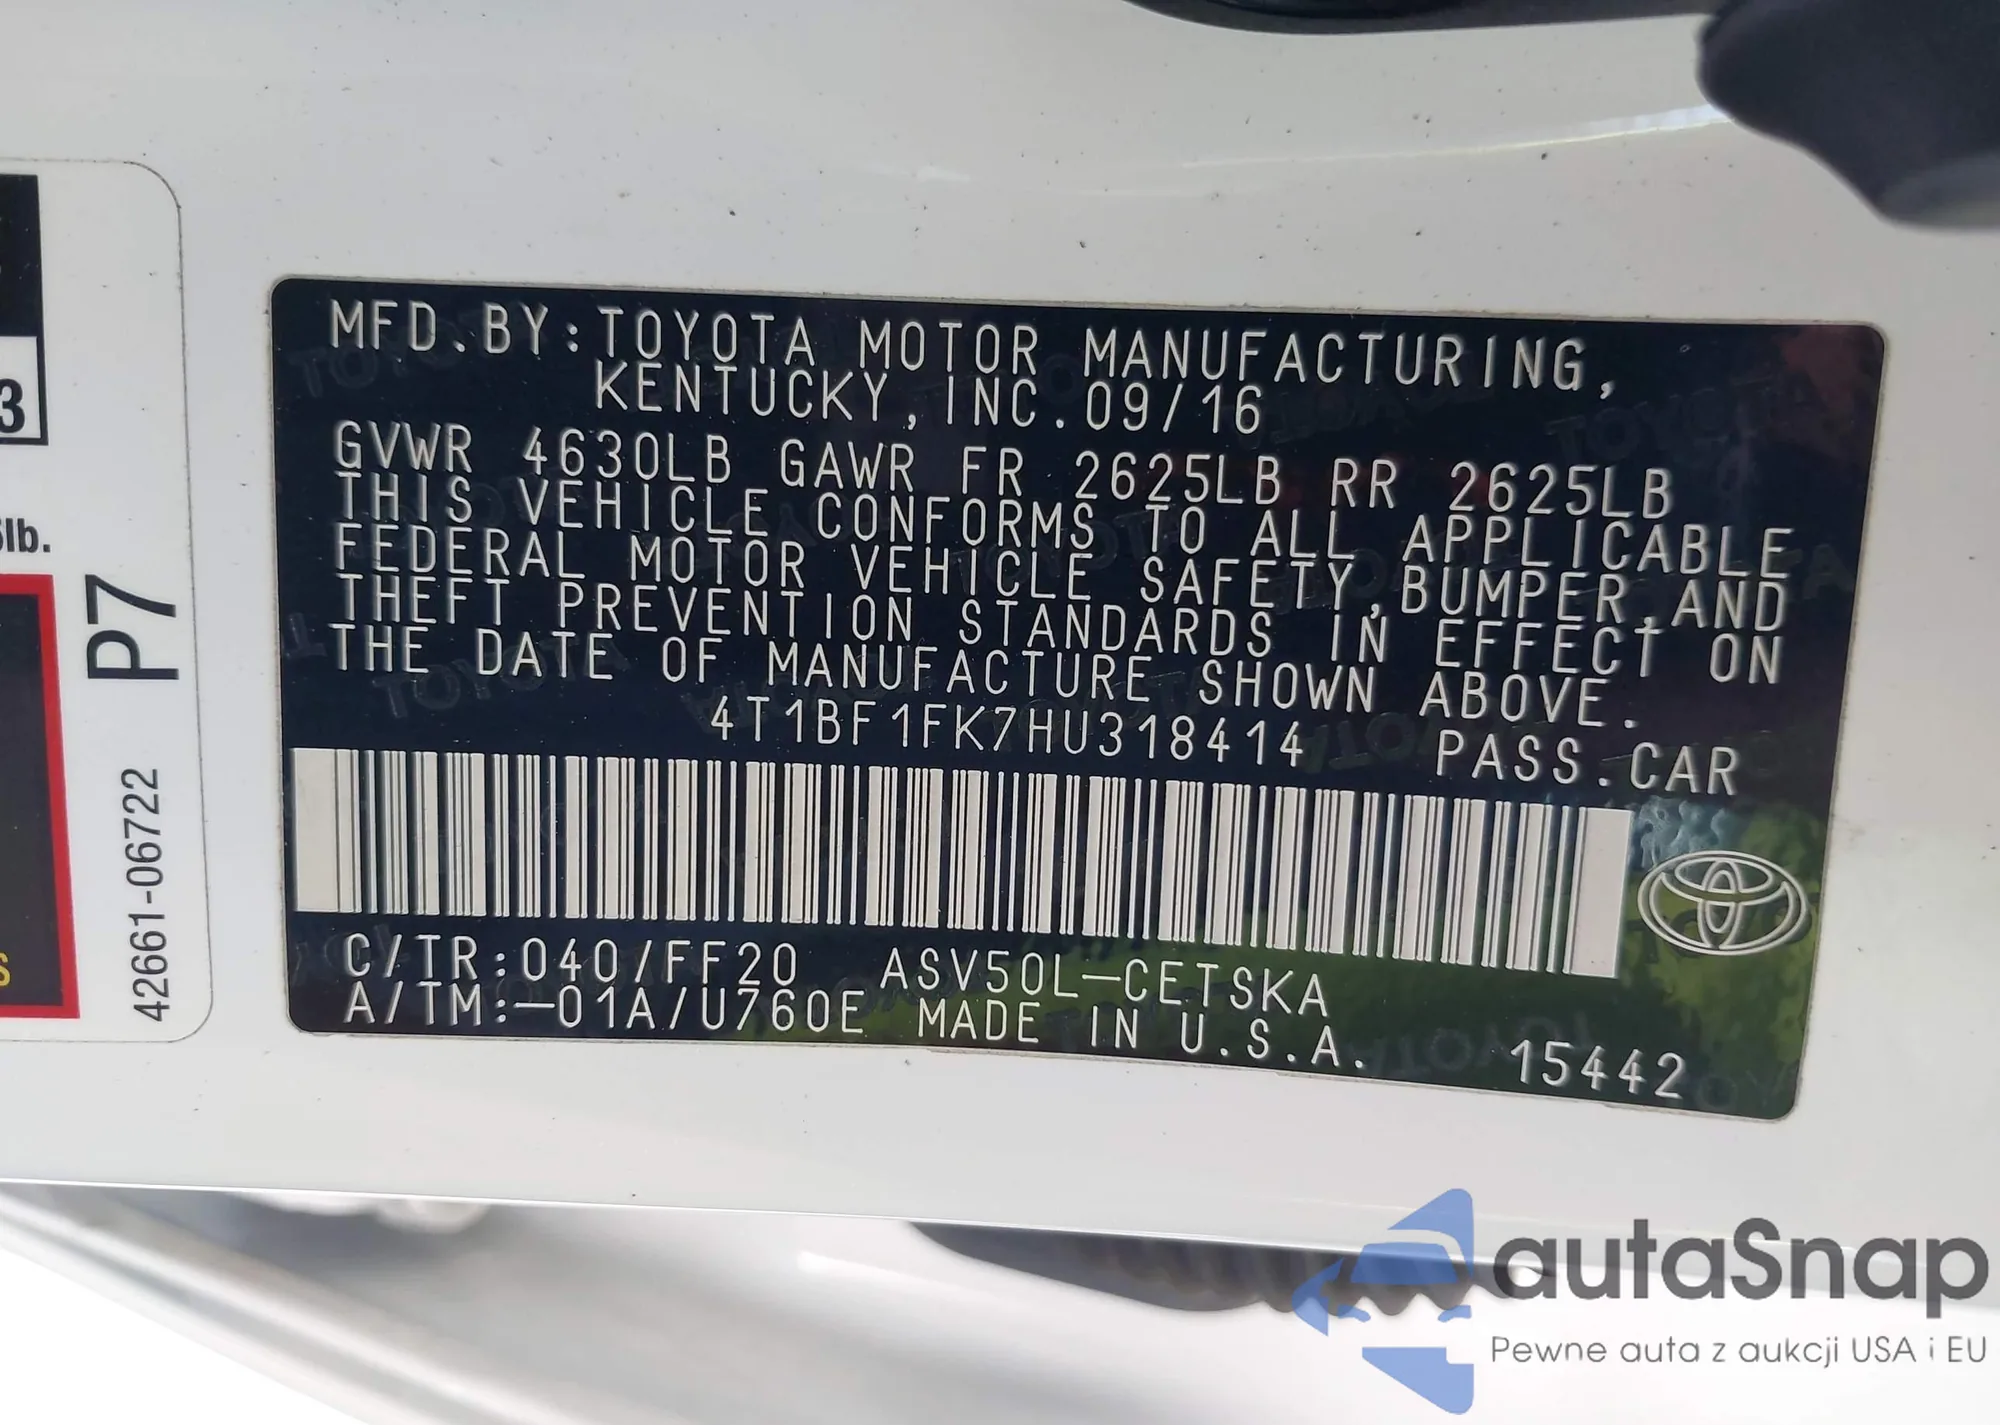 3
5lb.
P7
42661-06722
S
MFD.BY:TOYOTA MOTOR MANUFACTURING,
KENTUCKY,INC.09/16
GVWR 4630LB GAWR FR 2625LB RR 2625LB
THIS VEHICLE CONFORMS TO ALL APPLICABLE
FEDERAL MOTOR VEHICLE SAFETY,BUMPER,AND
THEFT PREVENTION STANDARDS IN EFFECT ON
THE DATE OF MANUFACTURE SHOWN ABOVE.
4T1BF1FK7HU318414 PASS.CAR
C/TR:040/FF20 ASV50L-CETSKA
A/TM:-01A/U760E MADE IN U.S.A. 15442
autaSnap
Pewne auta z aukcji USA i EU